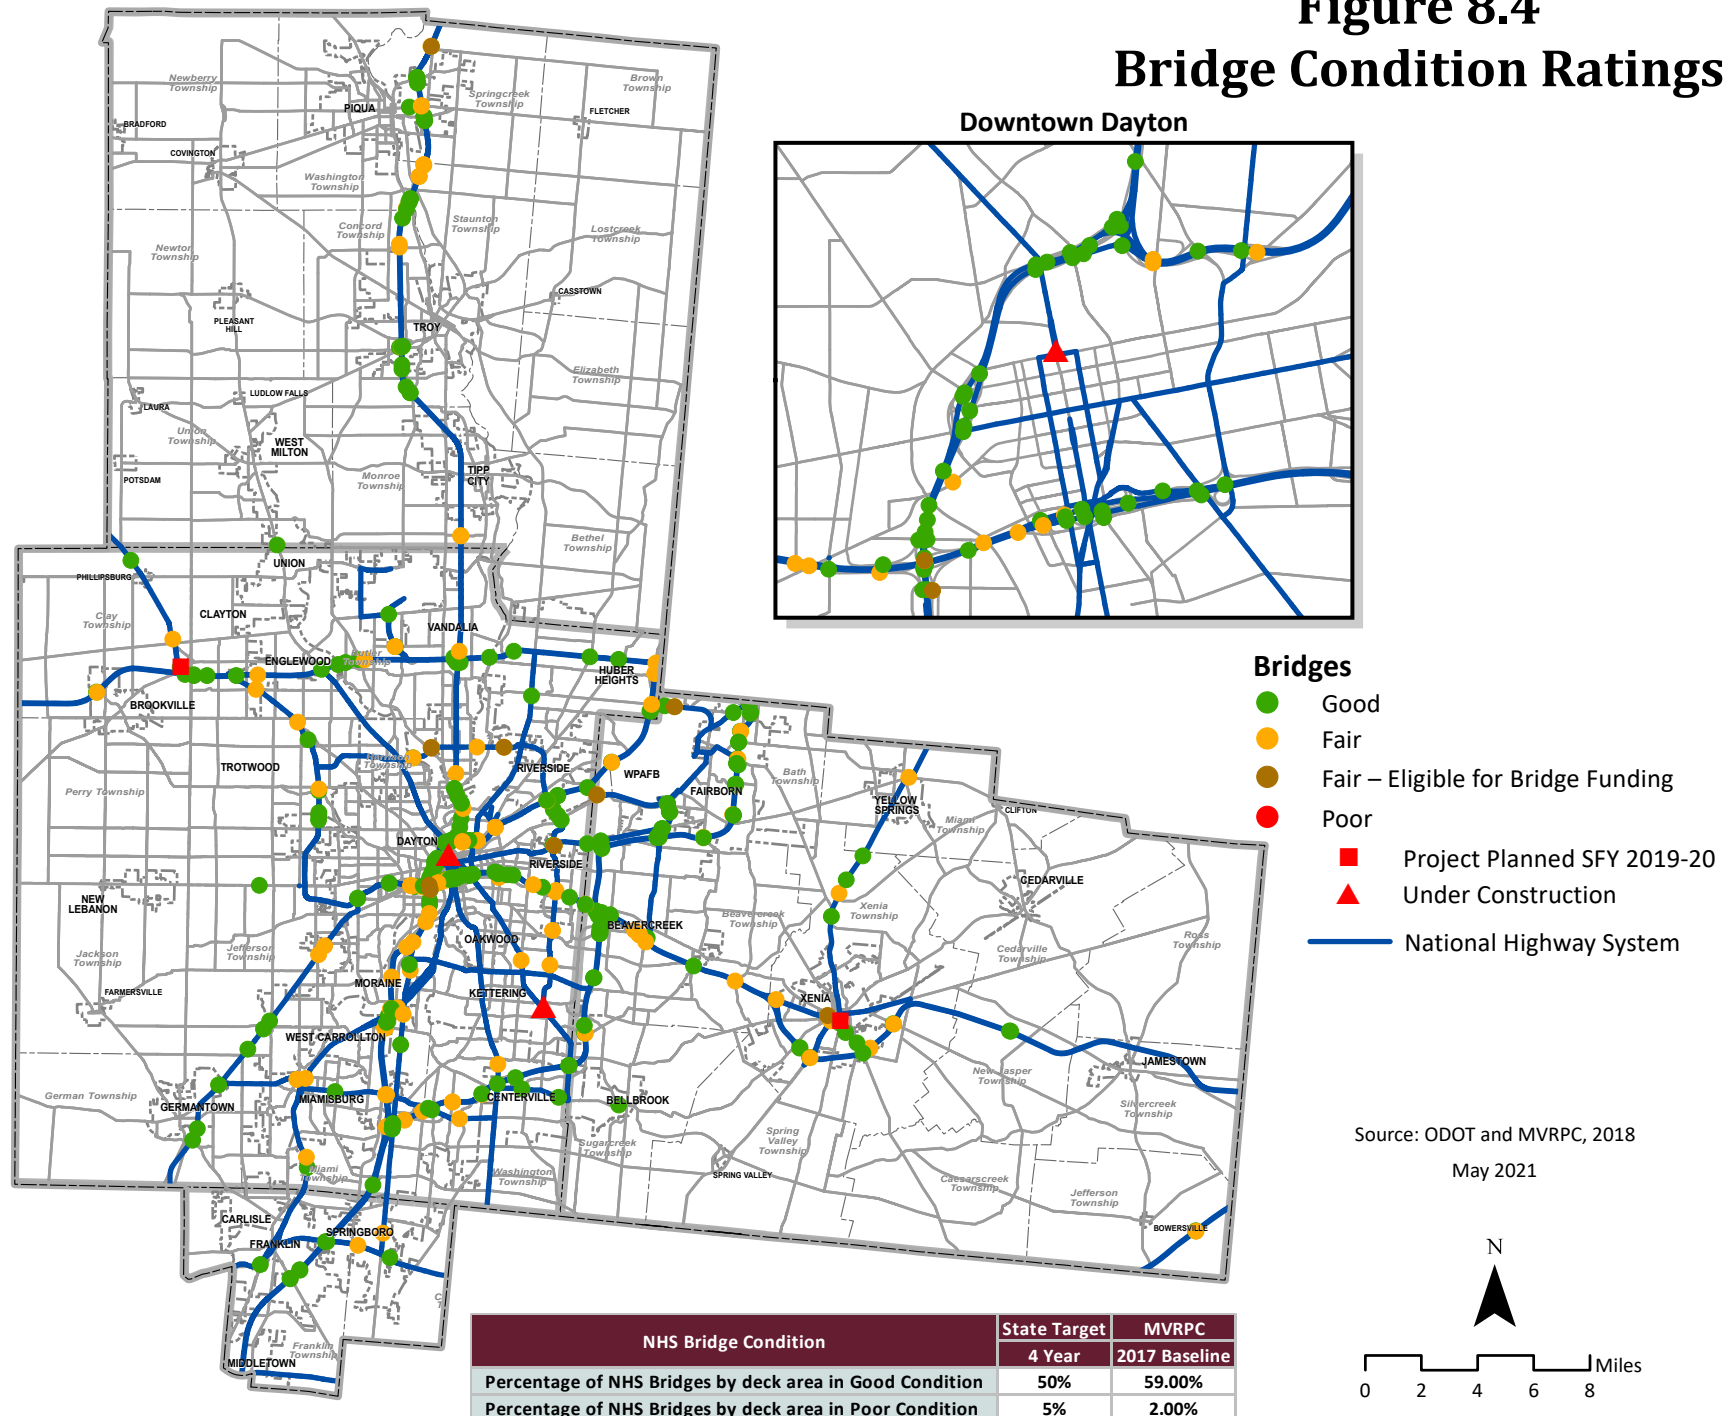 Figure 8.4
Bridge Condition Ratings
Downtown Dayton
Newberry
Township
PIQUA
Springcreek
Township
Brown
Township
FLETCHER
BRADFORD
COVINGTON
Washington
Township
Concord
Township
Staunton
Township
Lostcreek
Township
Newton
Township
CASSTOWN
PLEASANT
HILL
TROY
Elizabeth
Township
LUDLOW FALLS
LAURA
Union
Township
WEST
MILTON
TIPP
CITY
POTSDAM
Monroe
Township
Bethel
Township
UNION
PHILLIPSBURG
Clay
Township
CLAYTON
VANDALIA
ENGLEWOOD
Butler
Township
HUBER
HEIGHTS
BROOKVILLE
TROTWOOD
Harrison
Township
RIVERSIDE
WPAFB
FAIRBORN
Bath
Township
YELLOW
SPRINGS
CLIFTON
Miami
Township
Perry Township
DAYTON
RIVERSIDE
NEW
LEBANON
CEDARVILLE
Xenia
Township
Beavercreek
Township
BEAVERCREEK
OAKWOOD
Jefferson
Township
Jackson
Township
Cedarville
Township
Ross
Township
FARMERSVILLE
MORAINE
KETTERING
XENIA
WEST CARROLLTON
JAMESTOWN
New Jasper
Township
German Township
GERMANTOWN
MIAMISBURG
CENTERVILLE
BELLBROOK
Silvercreek
Township
Sugarcreek
Township
Spring
Valley
Township
Miami
Township
Washington
Township
SPRING VALLEY
Caesarscreek
Township
Jefferson
Township
CARLISLE
SPRINGBORO
FRANKLIN
BOWERSVILLE
Franklin
Township
MIDDLETOWN
Bridges
Good
Fair
Fair – Eligible for Bridge Funding
Poor
Project Planned SFY 2019-20
Under Construction
National Highway System
Source: ODOT and MVRPC, 2018
May 2021
N
Miles
0 2 4 6 8
NHS Bridge Condition State Target MVRPC
4 Year 2017 Baseline
Percentage of NHS Bridges by deck area in Good Condition 50% 59.00%
Percentage of NHS Bridges by deck area in Poor Condition 5% 2.00%